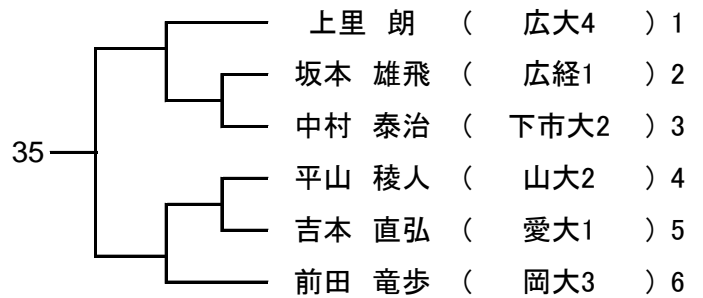 上里 朗 ( 広大4 ) 1
坂本 雄飛 ( 広経1 ) 2
中村 泰治 ( 下市大2 ) 3
35
平山 稜人 ( 山大2 ) 4
吉本 直弘 ( 愛大1 ) 5
前田 竜歩 ( 岡大3 ) 6